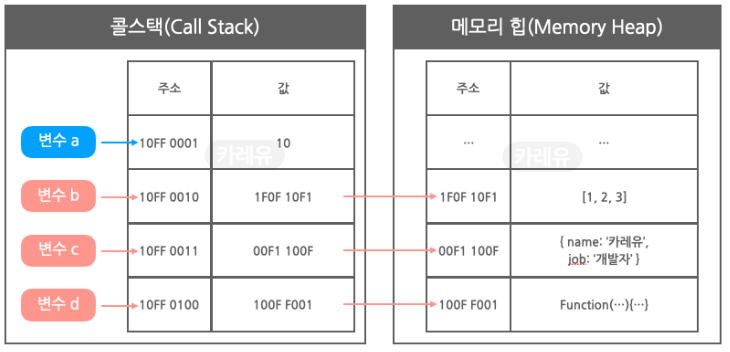 콜스택(Call Stack)
메모리 힙(Memory Heap)
주소 값
주소 값
변수 a 10FF 0001 10
… …
변수 b 10FF 0010 1F0F 10F1
1F0F 10F1 [1, 2, 3]
변수 c 10FF 0011 00F1 100F
00F1 100F { name: '카레유',
job: '개발자' }
변수 d 10FF 0100 100F F001
100F F001 Function(…){…}
카레유
카레유